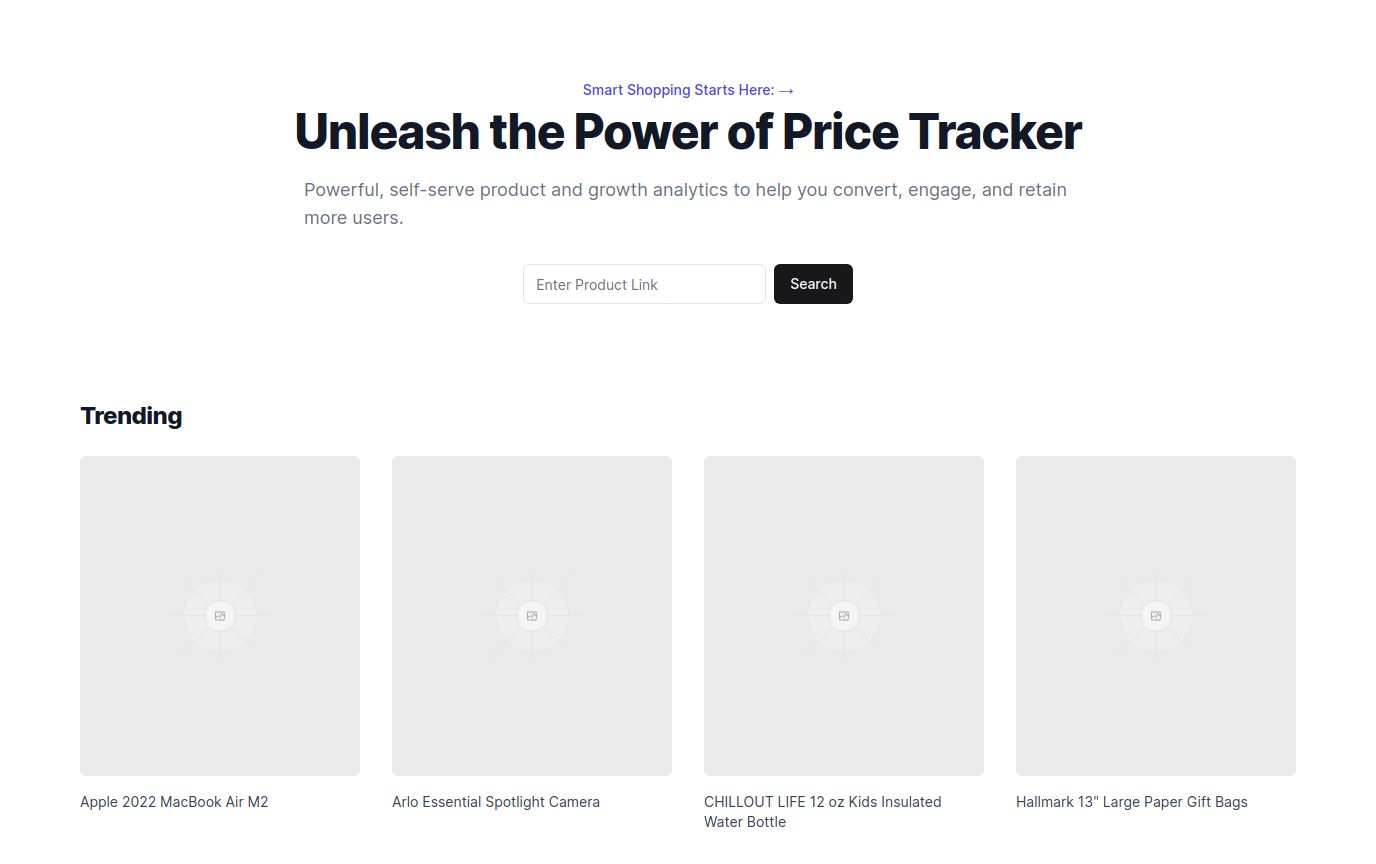 Smart Shopping Starts Here: →
Unleash the Power of Price Tracker
Powerful, self-serve product and growth analytics to help you convert, engage, and retain
more users.
Enter Product Link
Search
Trending
Apple 2022 MacBook Air M2
Arlo Essential Spotlight Camera
CHILLOUT LIFE 12 oz Kids Insulated
Water Bottle
Hallmark 13" Large Paper Gift Bags